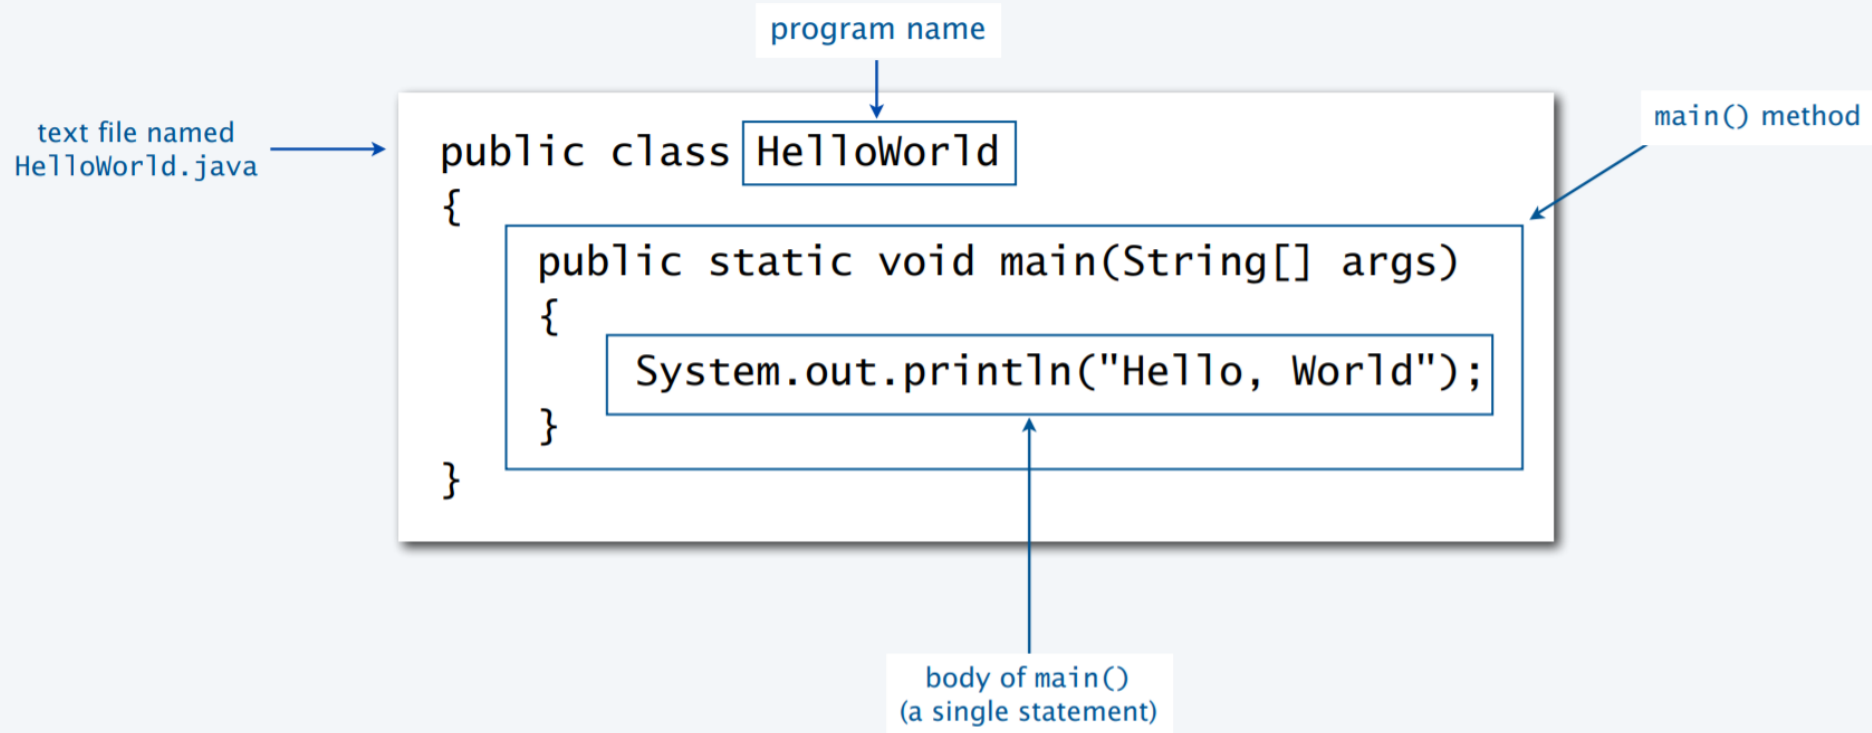 program name
text file named
HelloWorld.java
main() method
public class HelloWorld
{
public static void main(String[] args)
{
System.out.println("Hello, World");
}
}
body of main()
(a single statement)